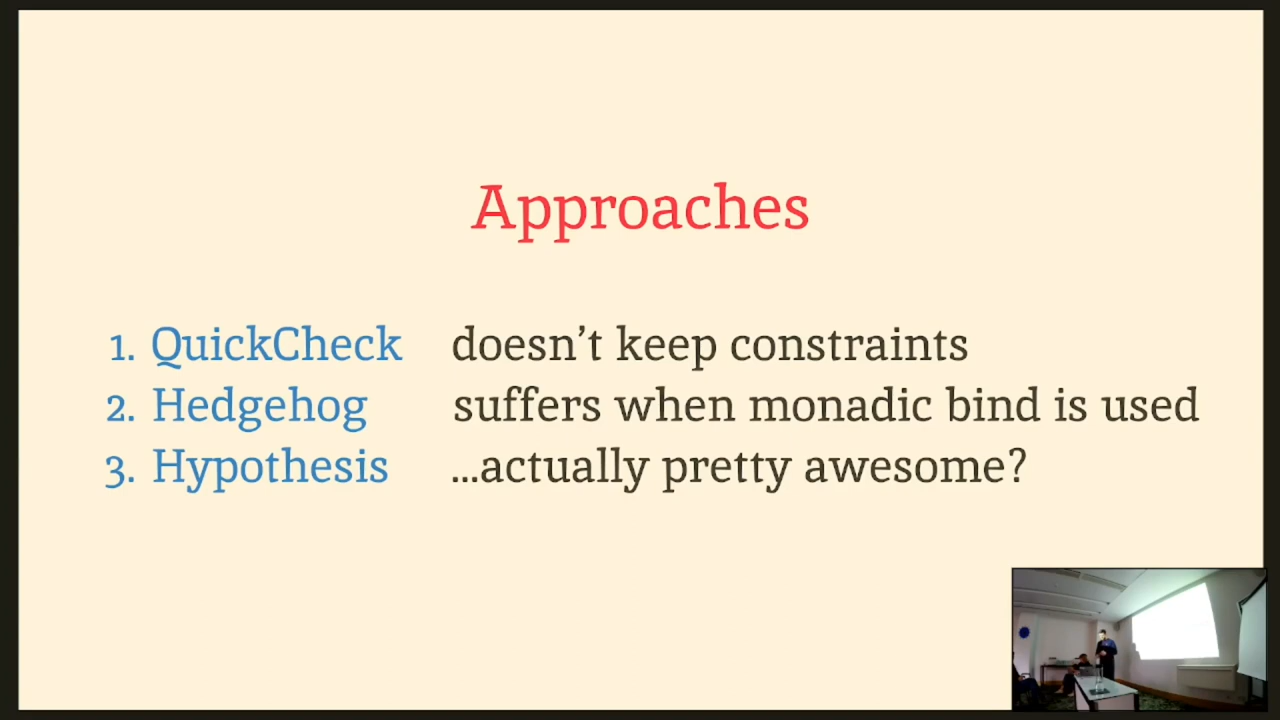 Approaches
1. QuickCheck doesn’t keep constraints
2. Hedgehog suffers when monadic bind is used
3. Hypothesis ...actually pretty awesome?